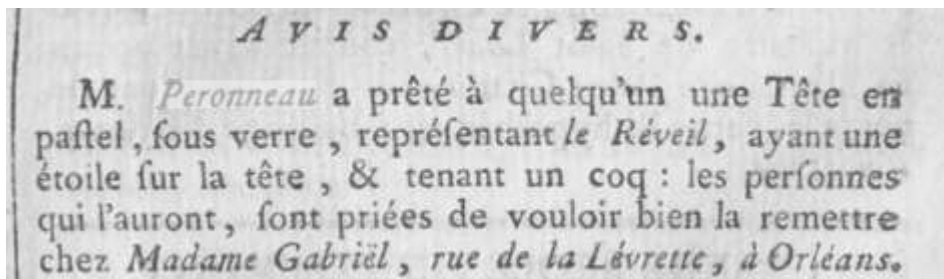 AVIS DIVERS.
M. Peronneau a prêté à quelqu'un une Tête en
paſtel, ſous verre, repréſentant le Réveil, ayant une
étoile ſur la tête, & tenant un coq : les perſonnes
qui l'auront, ſont priées de vouloir bien la remettre
chez Madame Gabriël, rue de la Lévrette, à Orléans.